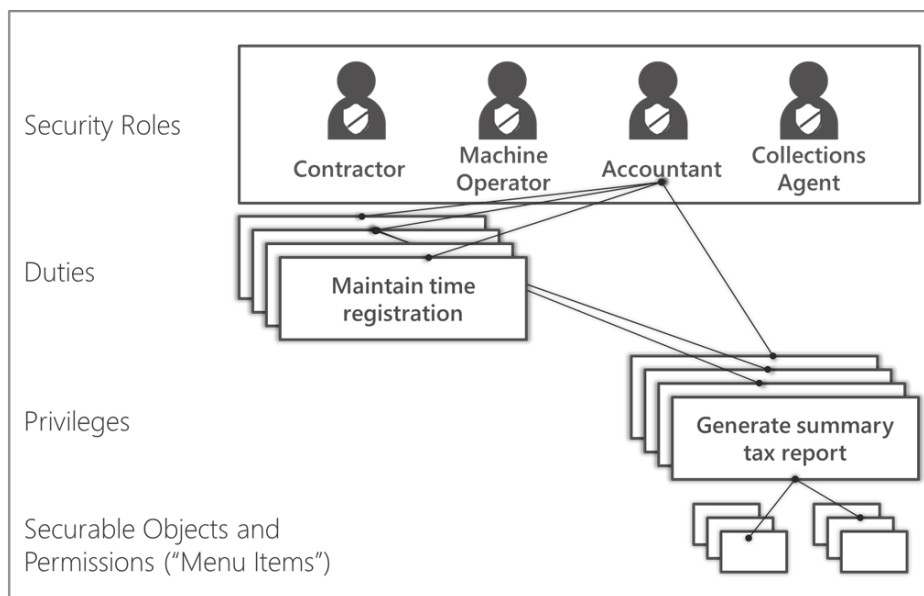 Security Roles
Contractor
Machine
Operator
Accountant
Collections
Agent
Duties
Maintain time
registration
Privileges
Generate summary
tax report
Securable Objects and
Permissions (“Menu Items”)